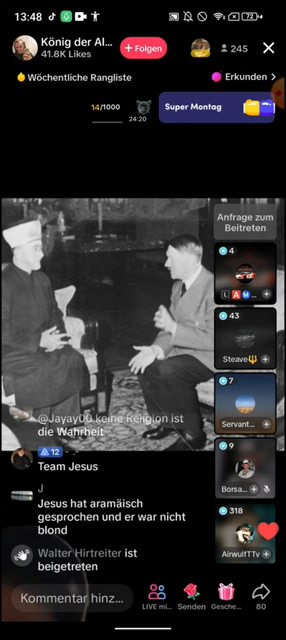 13:48
72
König der Al...
41.8K Likes
+ Folgen
245
Wöchentliche Rangliste
Erkunden >
14/1000
24:20
Super Montag
Anfrage zum
Beitreten
4
L A M ...
43
Steave
7
Servant...
9
Borsa...
318
AirwulfTTv
@Jayay00 keine Religion ist
die Wahrheit
12
Team Jesus
J
Jesus hat aramäisch
gesprochen und er war nicht
blond
Walter Hirtreiter ist
beigetreten
Kommentar hinz...
LIVE mi...
Senden
Gesche...
80